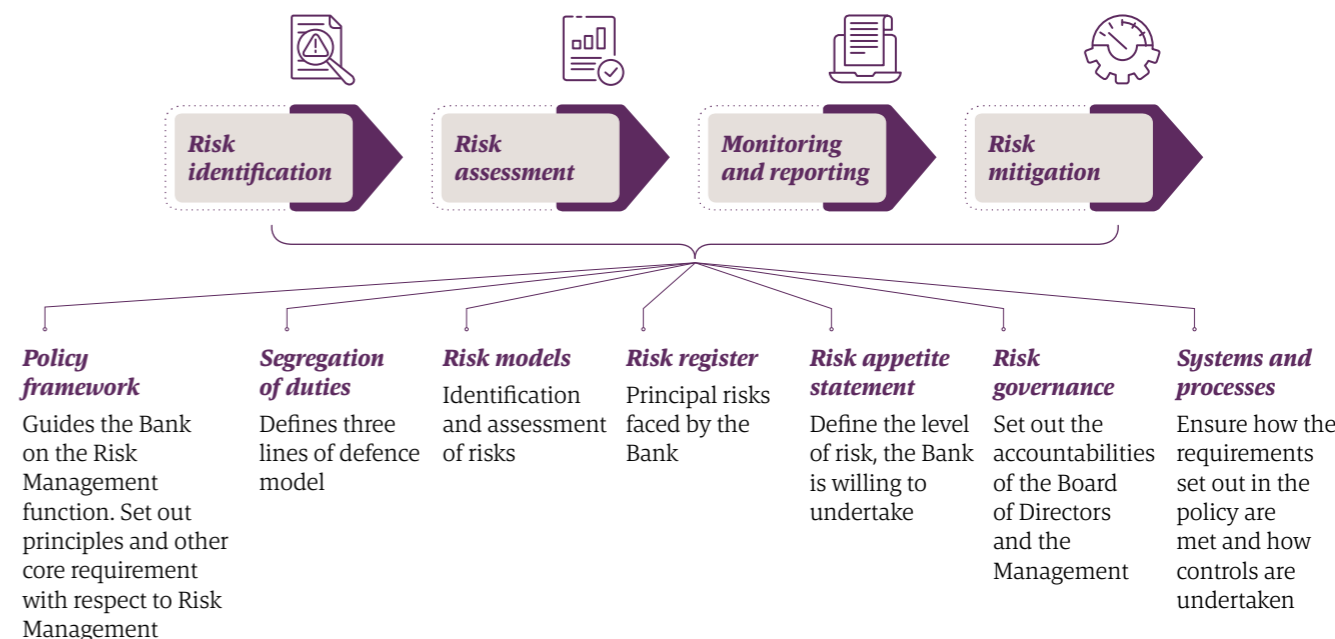 Risk
identification
Risk
assessment
Monitoring
and reporting
Risk
mitigation
Policy
framework
Guides the Bank
on the Risk
Management
function. Set out
principles and other
core requirement
with respect to Risk
Management
Segregation
of duties
Defines three
lines of defence
model
Risk models
Identification
and assessment
of risks
Risk register
Principal risks
faced by the
Bank
Risk appetite
statement
Define the level
of risk, the Bank
is willing to
undertake
Risk
governance
Set out the
accountabilities
of the Board
of Directors
and the
Management
Systems and
processes
Ensure how the
requirements
set out in the
policy are
met and how
controls are
undertaken